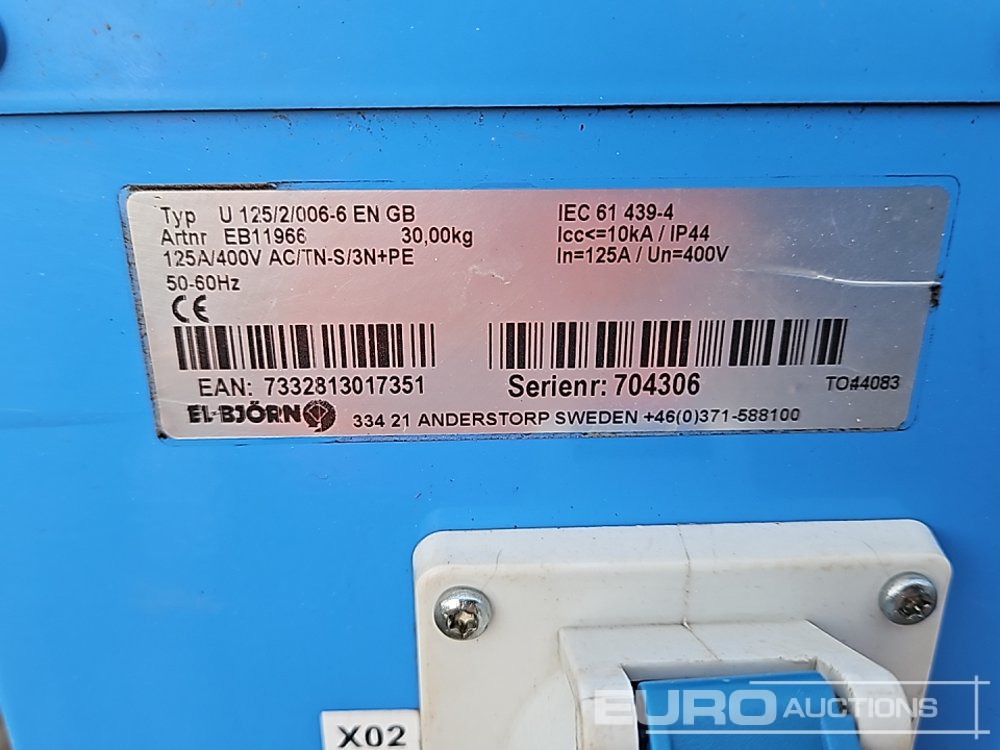 Typ U 125/2/006-6 EN GB IEC 61 439-4
Artnr EB11966 30,00kg Icc<=10kA / IP44
125A/400V AC/TN-S/3N+PE In=125A / Un=400V
50-60Hz
CE
EAN: 7332813017351 Serienr: 704306 TO44083
EL-BJÖRN 334 21 ANDERSTORP SWEDEN +46(0)371-588100
X02
EURO AUCTIONS